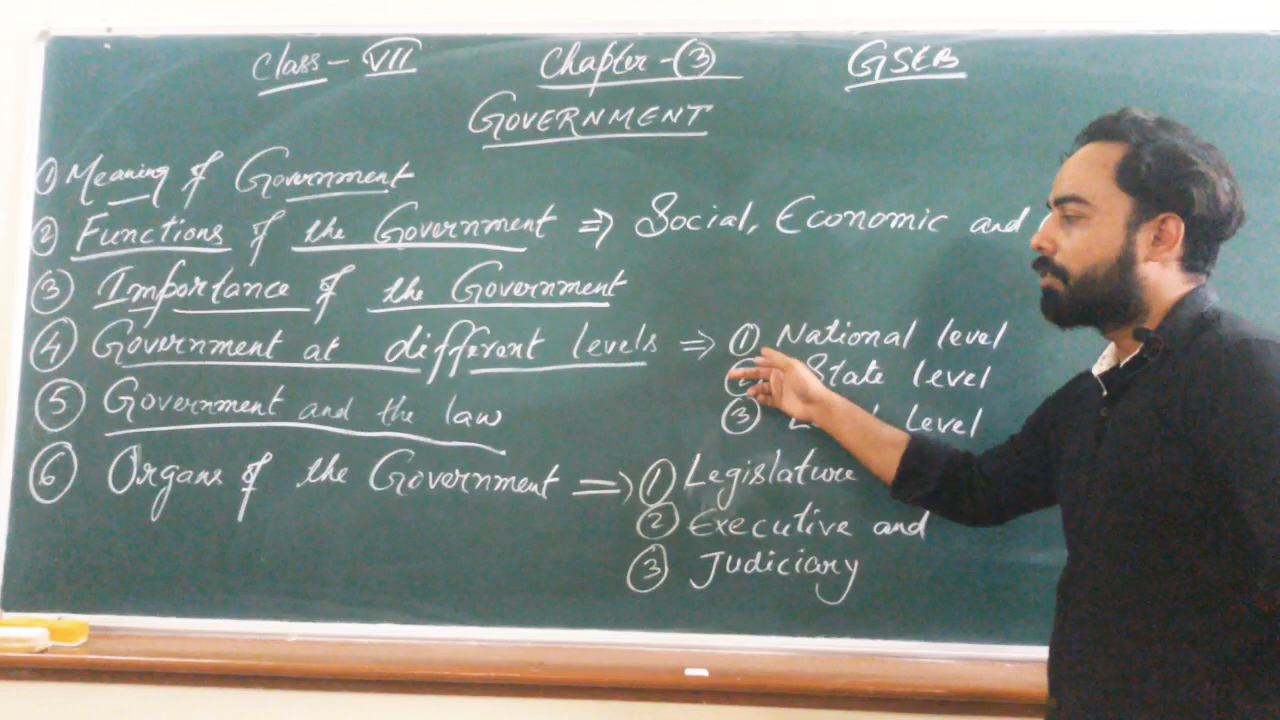 Class - VII Chapter - (3) GSEB
GOVERNMENT
(1) Meaning of Government
(2) Functions of the Government ⇒ Social, Economic and
(3) Importance of the Government
(4) Government at different levels ⇒ (1) National level
(2) State level
(3) Level
(5) Government and the law
(6) Organs of the Government ⇒ (1) Legislature
(2) Executive and
(3) Judiciary